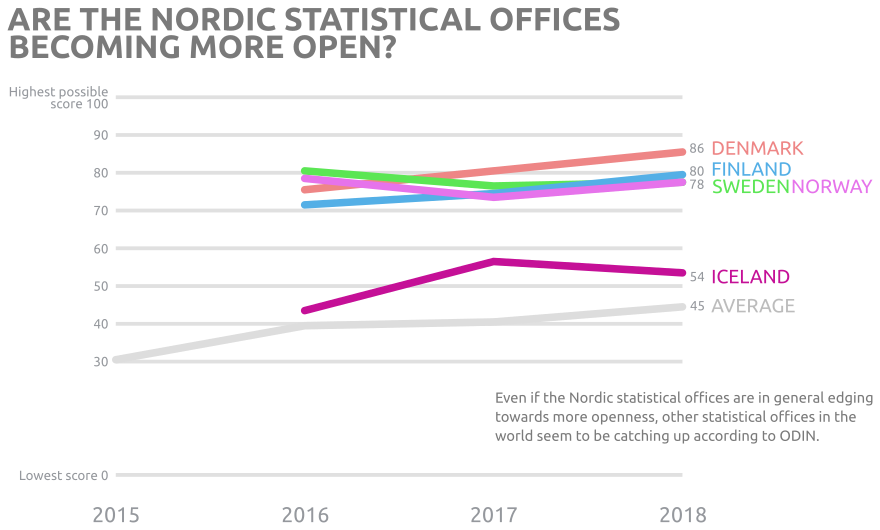 ARE THE NORDIC STATISTICAL OFFICES
BECOMING MORE OPEN?
Highest possible
score 100
90
80
70
60
50
40
30
Lowest score 0
86 DENMARK
80 FINLAND
78 SWEDEN NORWAY
54 ICELAND
45 AVERAGE
Even if the Nordic statistical offices are in general edging
towards more openness, other statistical offices in the
world seem to be catching up according to ODIN.
2015 2016 2017 2018